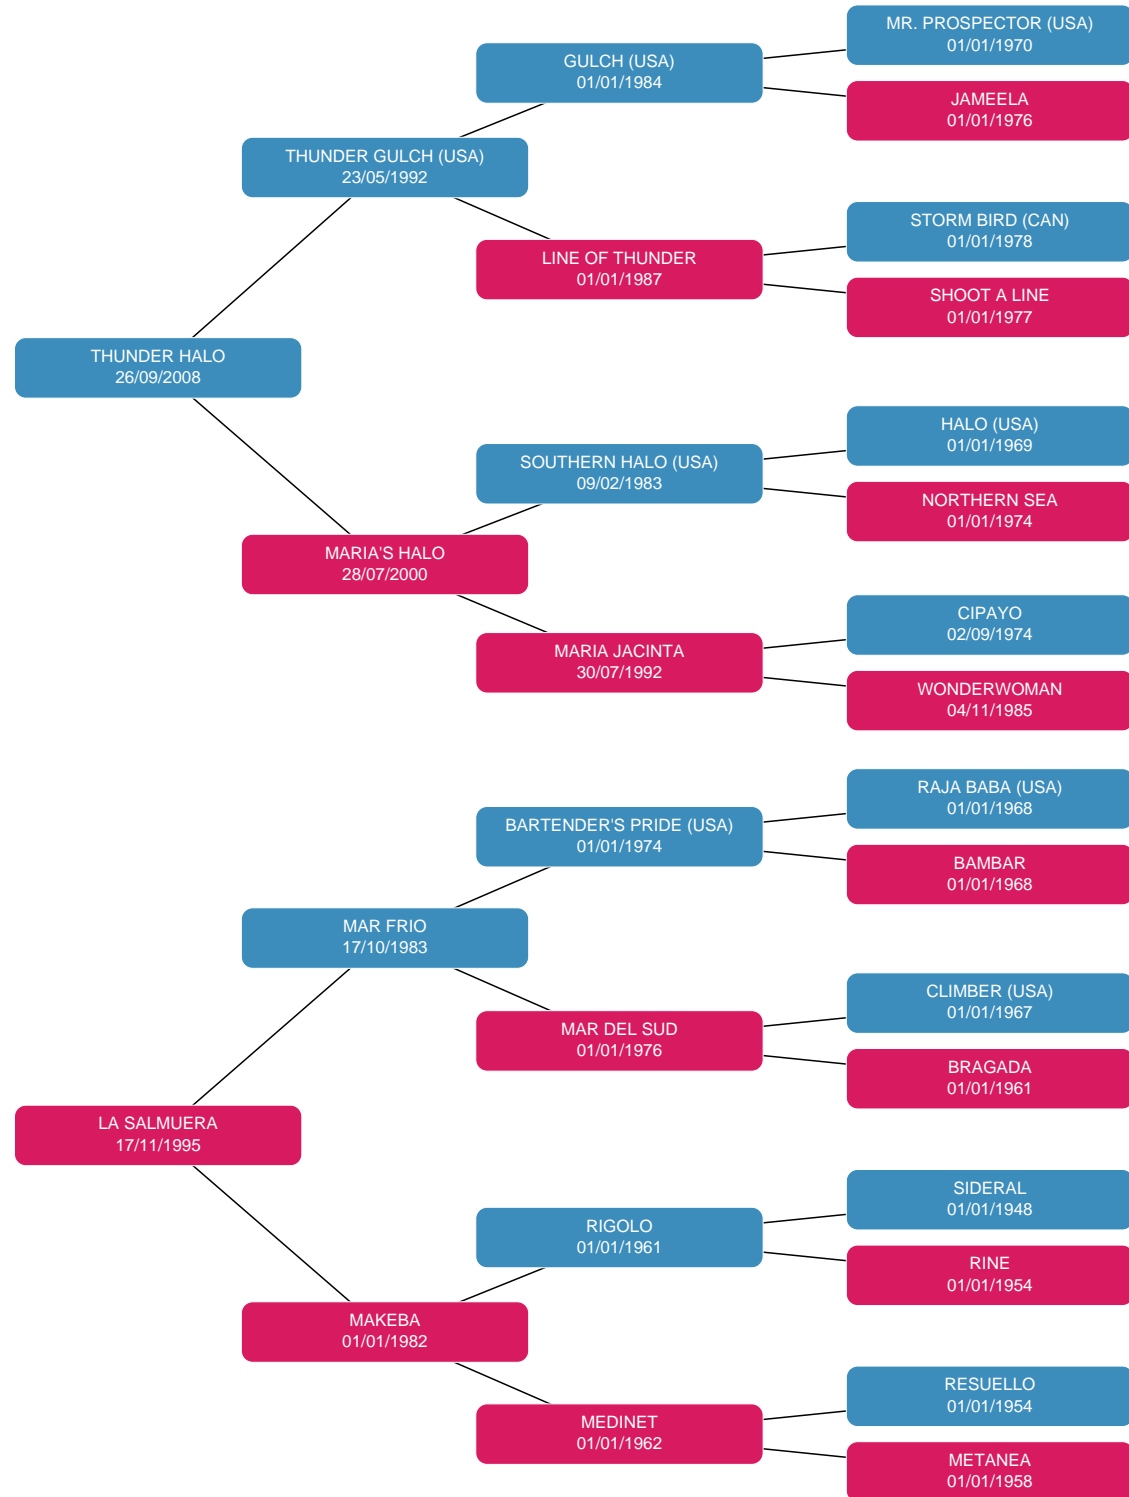 MR. PROSPECTOR (USA)
01/01/1970
GULCH (USA)
01/01/1984
JAMEELA
01/01/1976
THUNDER GULCH (USA)
23/05/1992
STORM BIRD (CAN)
01/01/1978
LINE OF THUNDER
01/01/1987
SHOOT A LINE
01/01/1977
THUNDER HALO
26/09/2008
HALO (USA)
01/01/1969
SOUTHERN HALO (USA)
09/02/1983
NORTHERN SEA
01/01/1974
MARIA'S HALO
28/07/2000
CIPAYO
02/09/1974
MARIA JACINTA
30/07/1992
WONDERWOMAN
04/11/1985
RAJA BABA (USA)
01/01/1968
BARTENDER'S PRIDE (USA)
01/01/1974
BAMBAR
01/01/1968
MAR FRIO
17/10/1983
CLIMBER (USA)
01/01/1967
MAR DEL SUD
01/01/1976
BRAGADA
01/01/1961
LA SALMUERA
17/11/1995
SIDERAL
01/01/1948
RIGOLO
01/01/1961
RINE
01/01/1954
MAKEBA
01/01/1982
RESUELLO
01/01/1954
MEDINET
01/01/1962
METANEA
01/01/1958